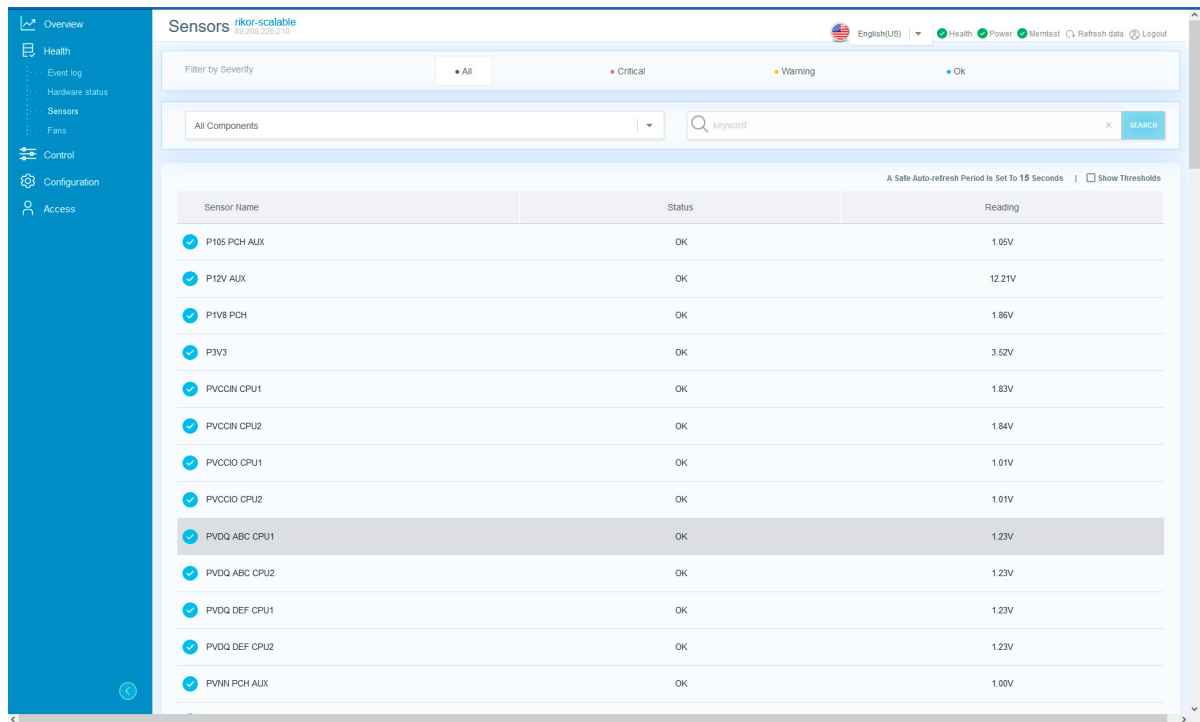 Overview
Health
Event log
Hardware status
Sensors
Fans
Control
Configuration
Access
Sensors rikor-scalable
89.208.226.219
English(US) Health Power Memtest Refresh data Logout
Filter by Severity All Critical Warning Ok
All Components keyword SEARCH
A Safe Auto-refresh Period Is Set To 15 Seconds | Show Thresholds
Sensor Name Status Reading
P105 PCH AUX OK 1.05V
P12V AUX OK 12.21V
P1V8 PCH OK 1.86V
P3V3 OK 3.52V
PVCCIN CPU1 OK 1.83V
PVCCIN CPU2 OK 1.84V
PVCCIO CPU1 OK 1.01V
PVCCIO CPU2 OK 1.01V
PVDQ ABC CPU1 OK 1.23V
PVDQ ABC CPU2 OK 1.23V
PVDQ DEF CPU1 OK 1.23V
PVDQ DEF CPU2 OK 1.23V
PVNN PCH AUX OK 1.00V